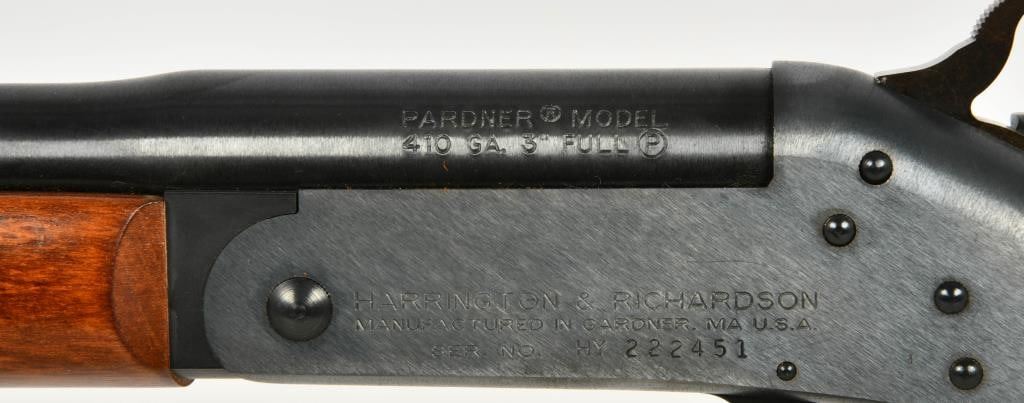 PARDNER® MODEL
410 GA. 3" FULL Ⓟ
HARRINGTON & RICHARDSON
MANUFACTURED IN GARDNER, MA U.S.A.
SER. NO. HY 222451